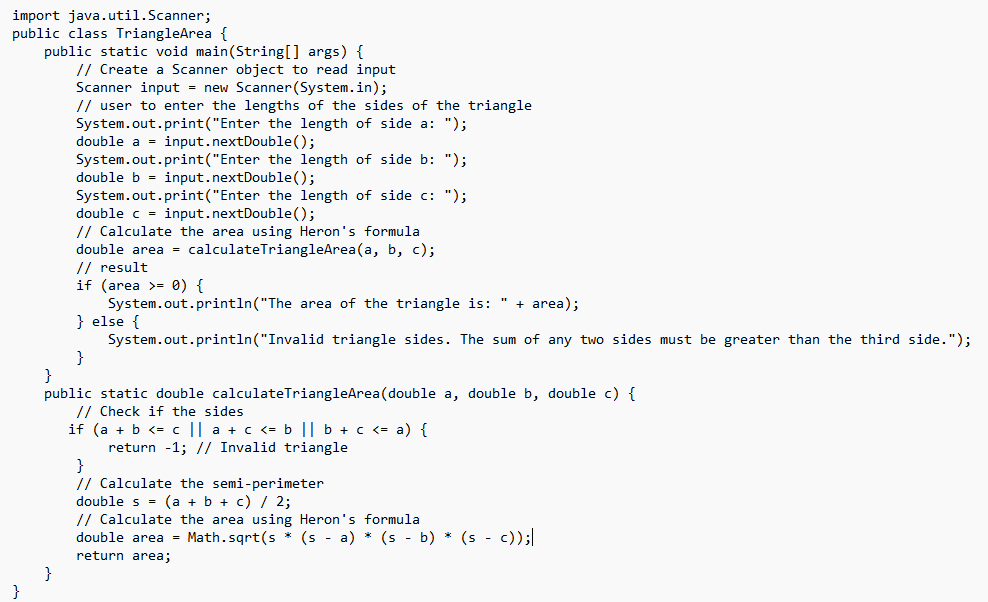 import java.util.Scanner;
public class TriangleArea {
    public static void main(String[] args) {
        // Create a Scanner object to read input
        Scanner input = new Scanner(System.in);
        // user to enter the lengths of the sides of the triangle
        System.out.print("Enter the length of side a: ");
        double a = input.nextDouble();
        System.out.print("Enter the length of side b: ");
        double b = input.nextDouble();
        System.out.print("Enter the length of side c: ");
        double c = input.nextDouble();
        // Calculate the area using Heron's formula
        double area = calculateTriangleArea(a, b, c);
        // result
        if (area >= 0) {
            System.out.println("The area of the triangle is: " + area);
        } else {
            System.out.println("Invalid triangle sides. The sum of any two sides must be greater than the third side.");
        }
    }
    public static double calculateTriangleArea(double a, double b, double c) {
        // Check if the sides
       if (a + b <= c || a + c <= b || b + c <= a) {
            return -1; // Invalid triangle
        }
        // Calculate the semi-perimeter
        double s = (a + b + c) / 2;
        // Calculate the area using Heron's formula
        double area = Math.sqrt(s * (s - a) * (s - b) * (s - c));
        return area;
    }
}